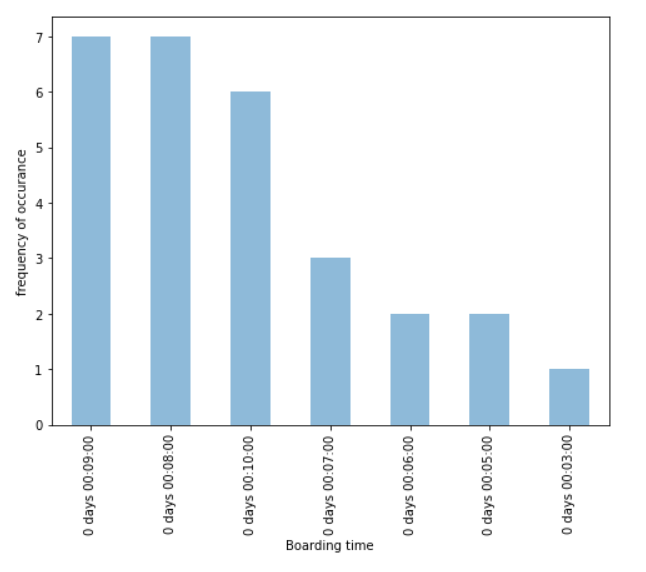 7
6
5
4
3
2
1
0
frequency of occurance
0 days 00:09:00
0 days 00:08:00
0 days 00:10:00
0 days 00:07:00
0 days 00:06:00
0 days 00:05:00
0 days 00:03:00
Boarding time